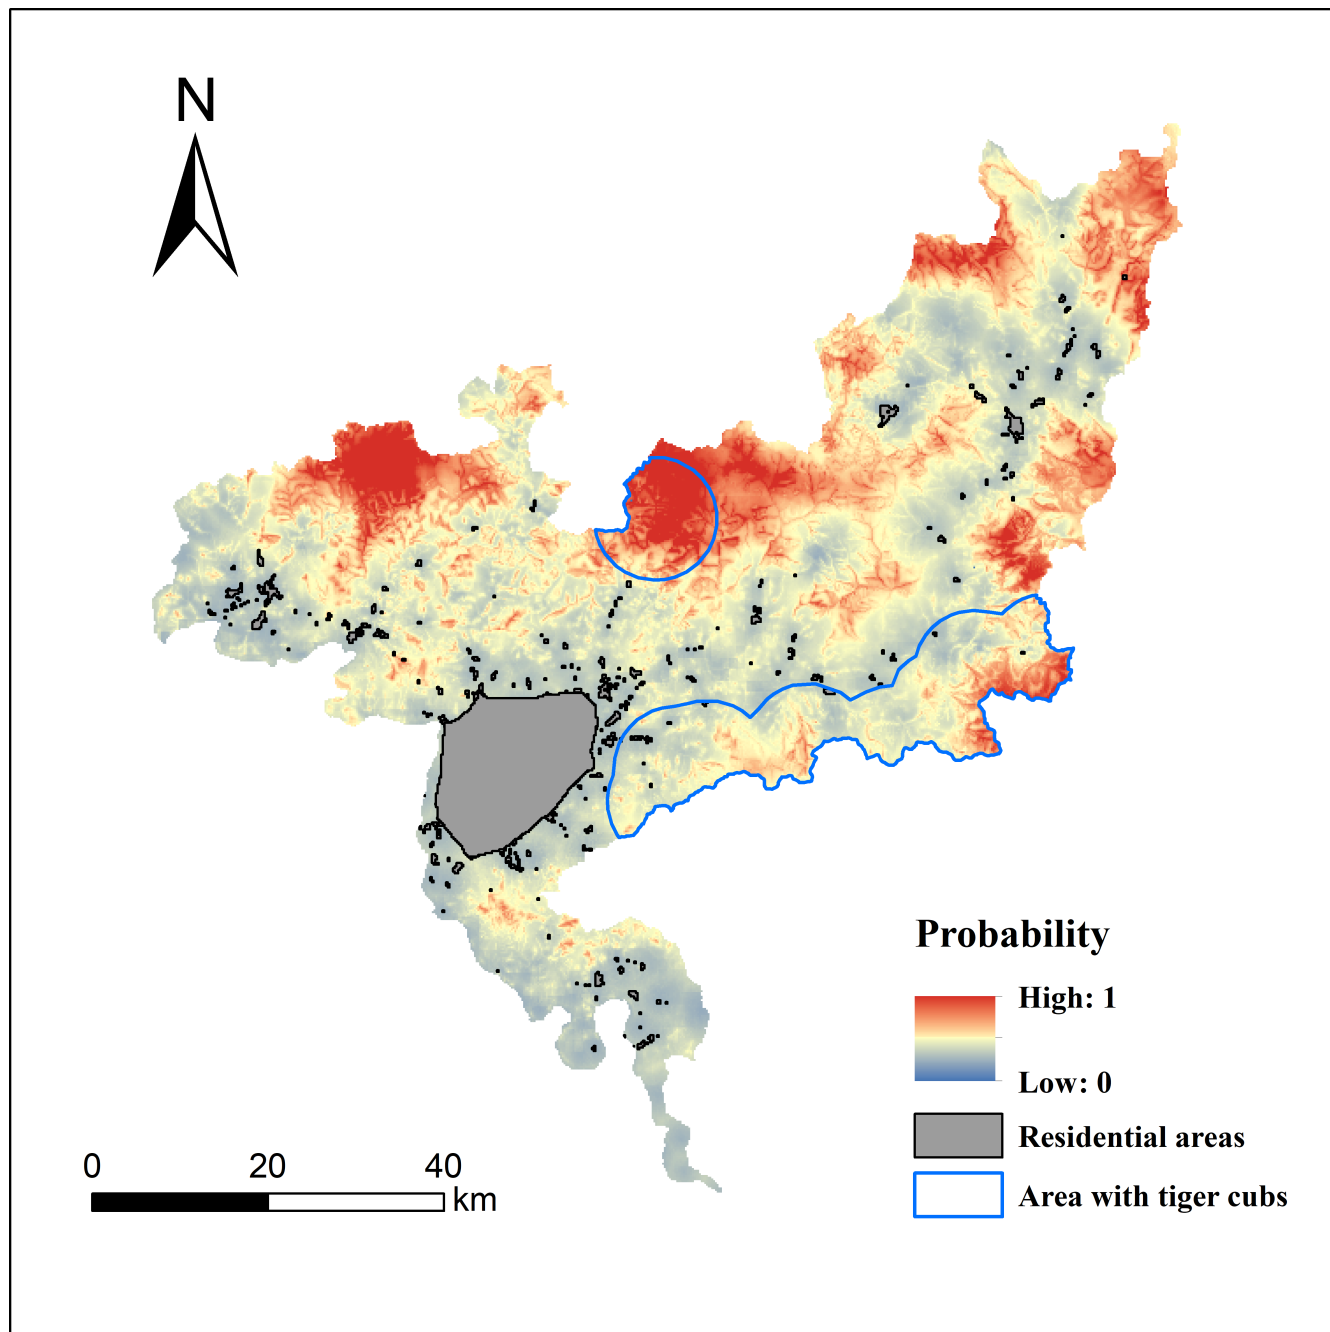 N
Probability
High: 1
Low: 0
Residential areas
Area with tiger cubs
0 20 40
km